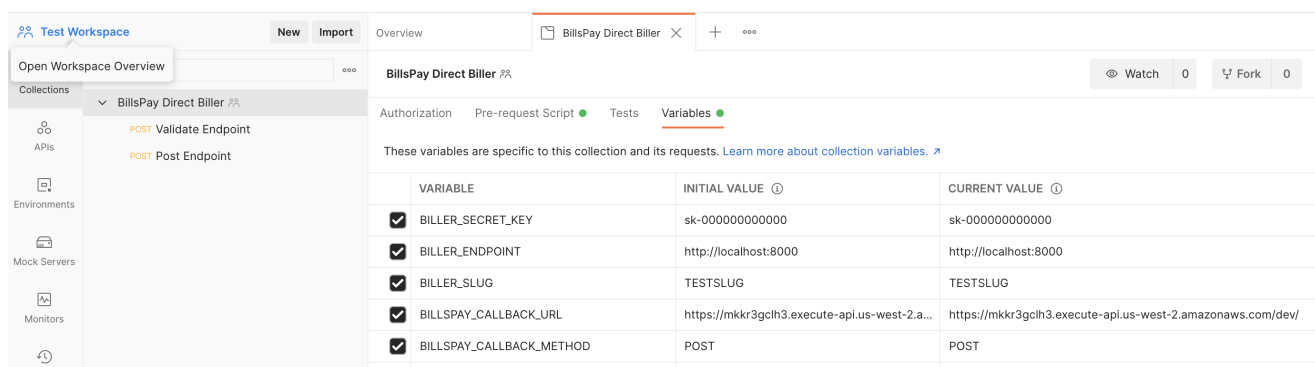 Test Workspace
New
Import
Overview
BillsPay Direct Biller
Open Workspace Overview
Collections
BillsPay Direct Biller
Watch
0
Fork
0
BillsPay Direct Biller
POST Validate Endpoint
POST Post Endpoint
APIs
Environments
Mock Servers
Monitors
Authorization
Pre-request Script
Tests
Variables
These variables are specific to this collection and its requests. Learn more about collection variables. ↗
VARIABLE INITIAL VALUE CURRENT VALUE
BILLER_SECRET_KEY sk-000000000000 sk-000000000000
BILLER_ENDPOINT http://localhost:8000 http://localhost:8000
BILLER_SLUG TESTSLUG TESTSLUG
BILLSPAY_CALLBACK_URL https://mkkr3gclh3.execute-api.us-west-2.a... https://mkkr3gclh3.execute-api.us-west-2.amazonaws.com/dev/
BILLSPAY_CALLBACK_METHOD POST POST